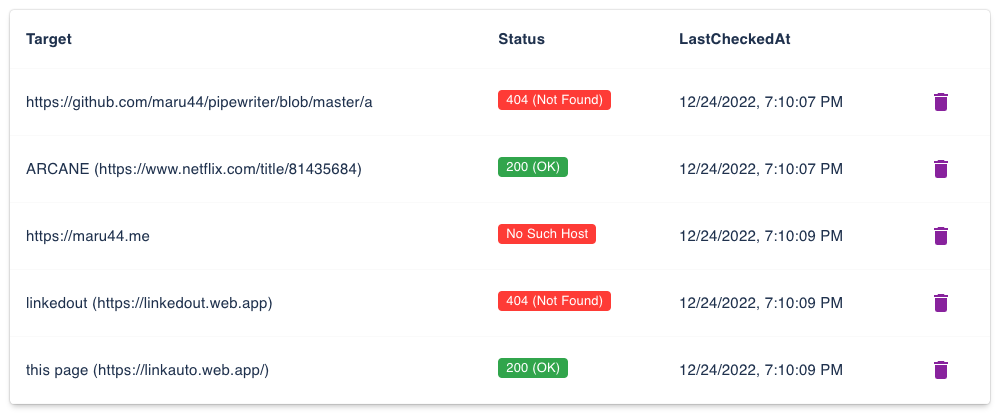 Target Status LastCheckedAt
https://github.com/maru44/pipewriter/blob/master/a 404 (Not Found) 12/24/2022, 7:10:07 PM
ARCANE (https://www.netflix.com/title/81435684) 200 (OK) 12/24/2022, 7:10:07 PM
https://maru44.me No Such Host 12/24/2022, 7:10:09 PM
linkedout (https://linkedout.web.app) 404 (Not Found) 12/24/2022, 7:10:09 PM
this page (https://linkauto.web.app/) 200 (OK) 12/24/2022, 7:10:09 PM